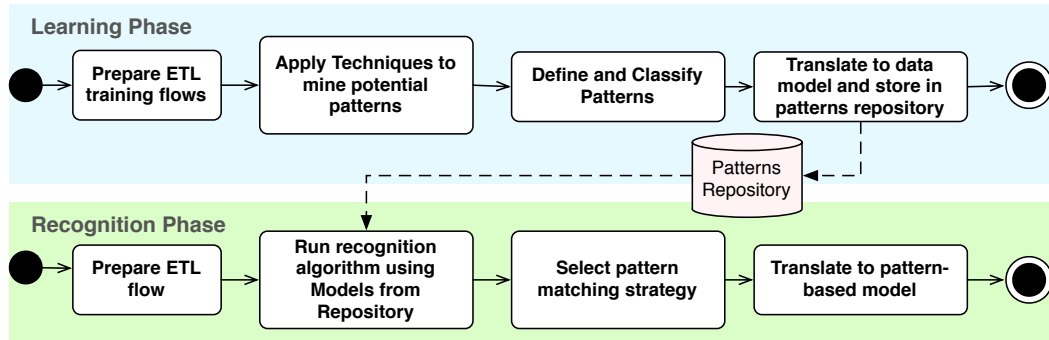 Learning Phase
Prepare ETL
training flows
Apply Techniques to
mine potential
patterns
Define and Classify
Patterns
Translate to data
model and store in
patterns repository
Patterns
Repository
Recognition Phase
Prepare ETL
flow
Run recognition
algorithm using
Models from
Repository
Select pattern
matching strategy
Translate to pattern-
based model